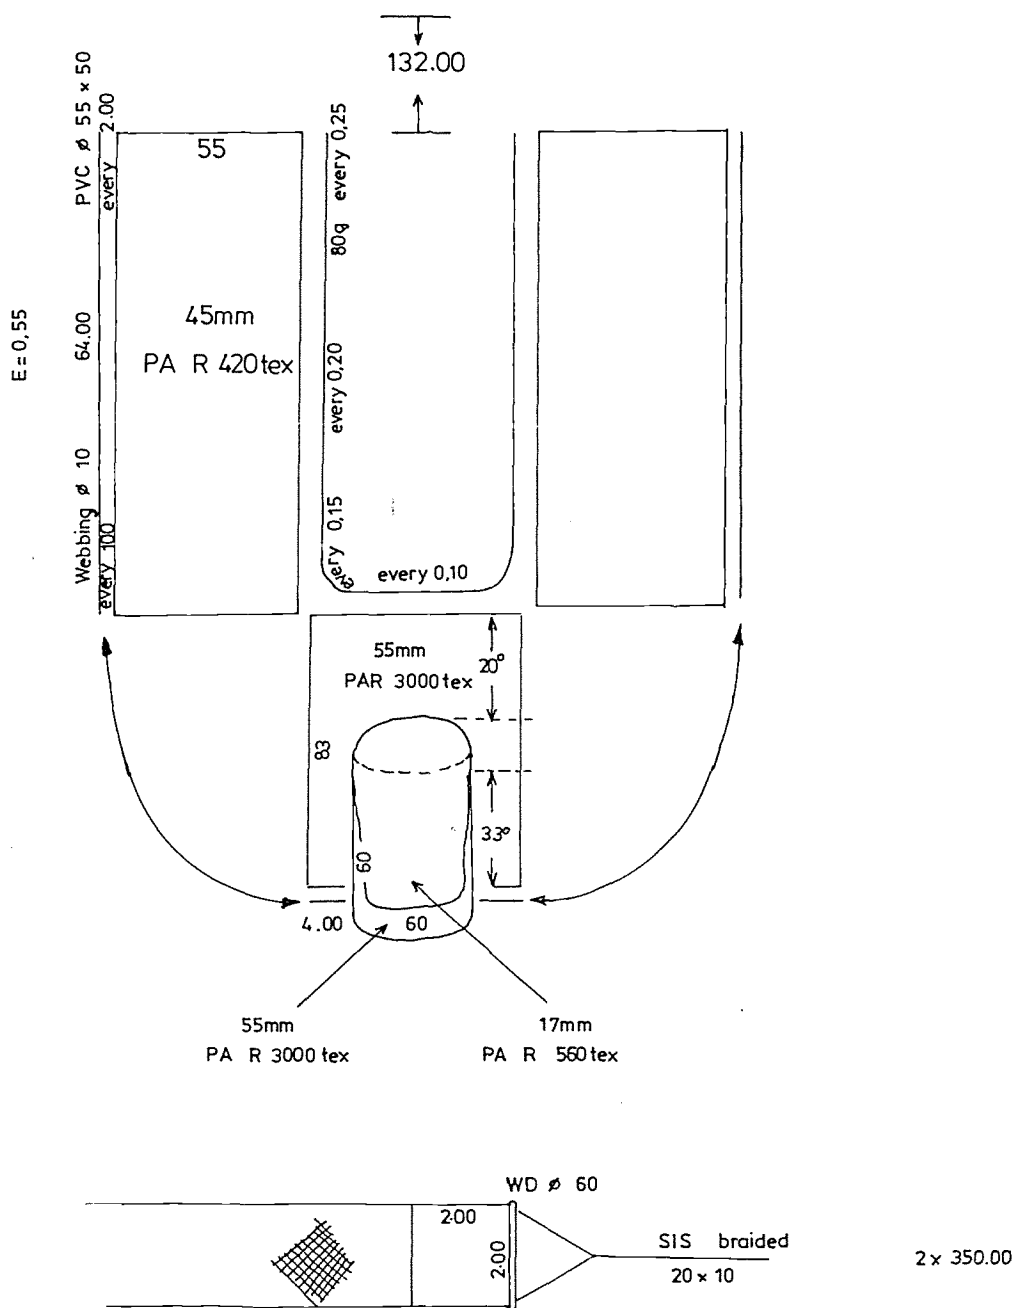 132.00
PVC ø 55 × 50
every 2.00
55
80g every 0,25
45mm
PA R 420tex
E = 0,55
64.00
every 0,20
Webbing ø 10
every 100
every 0,15
every
every 0,10
55mm
PAR 3000tex
20°
83
33°
60
4.00
60
55mm
PA R 3000 tex
17mm
PA R 560tex
WD ø 60
2.00
2.00
SIS braided
20 × 10
2 x 350.00